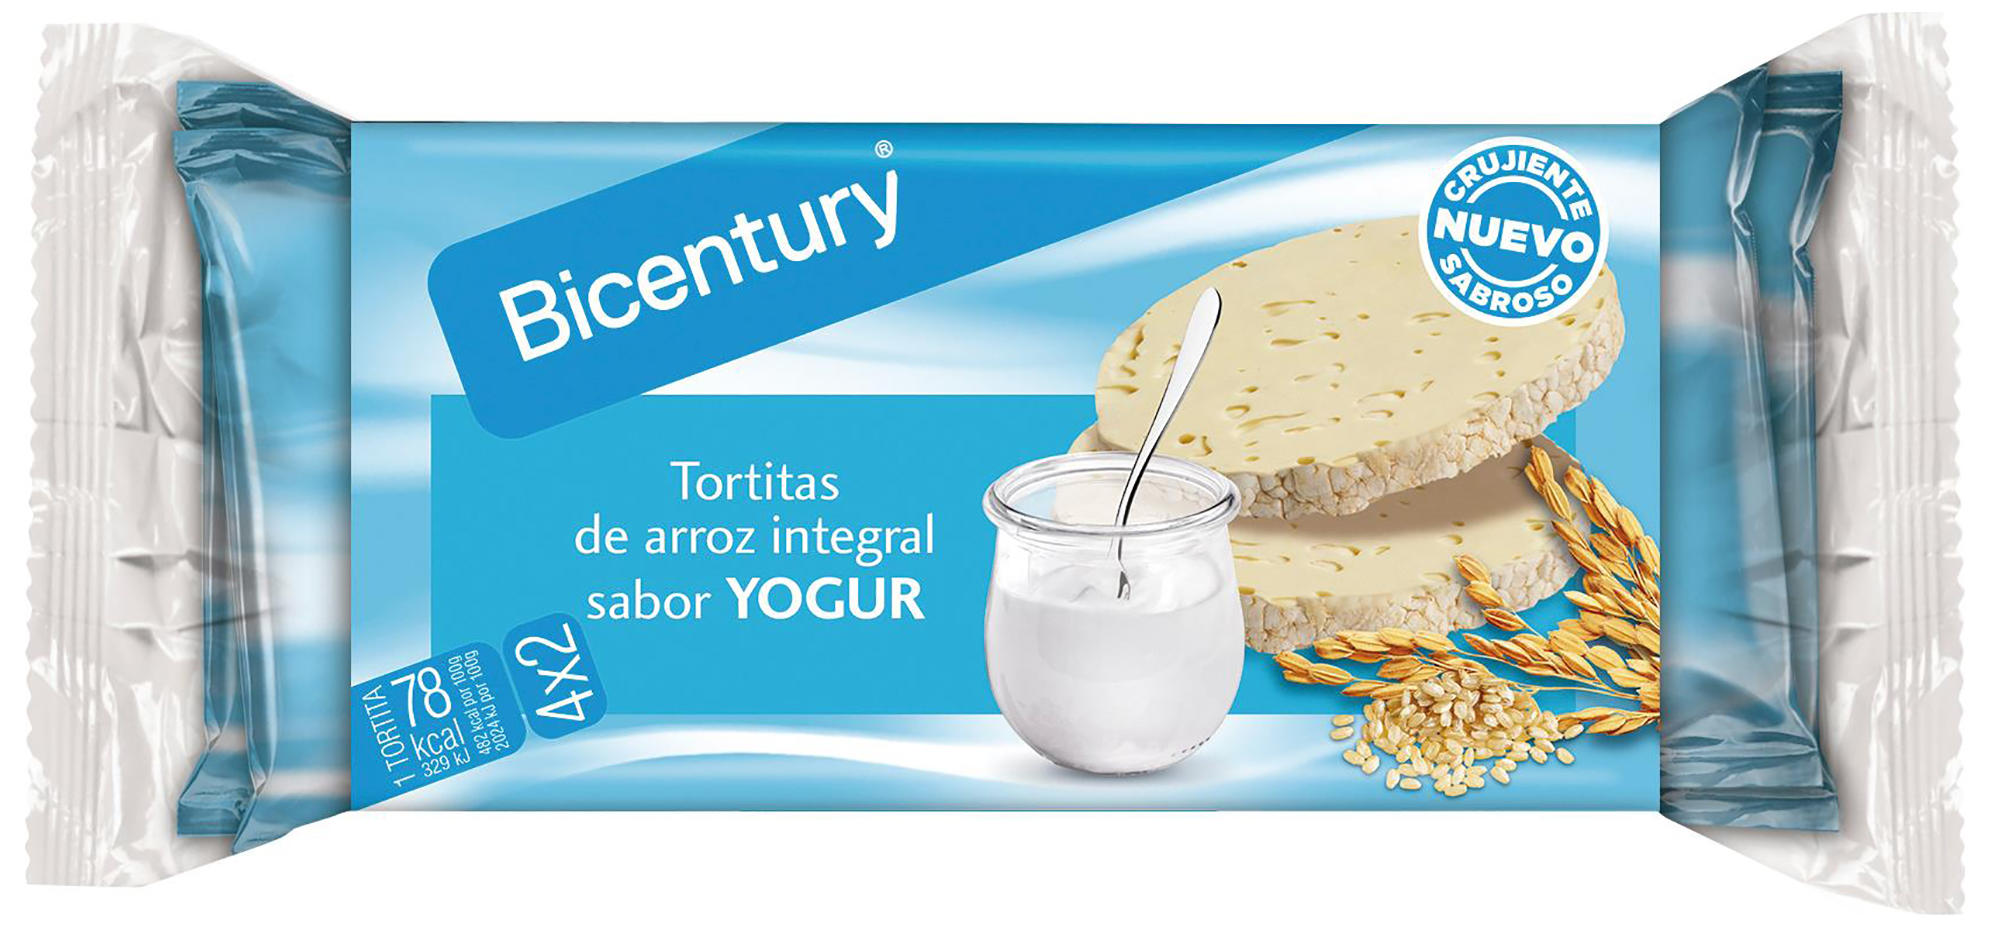 Bicentury®
CRUJIENTE
NUEVO
SABROSO
Tortitas
de arroz integral
sabor YOGUR
1 TORTITA
78
kcal
329 kJ
482 kcal por 100g
2024 kJ por 100g
4x2